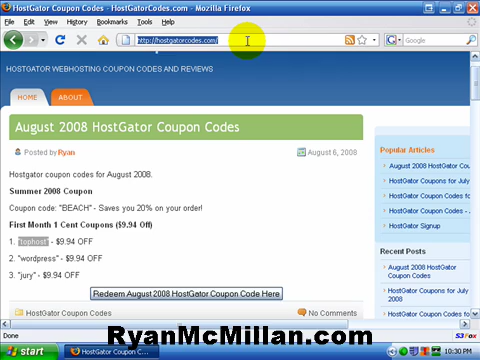 HostGator Coupon Codes - HostGatorCodes.com - Mozilla Firefox
File Edit View History Bookmarks Tools Help
http://hostgatorcodes.com/
Google
HOSTGATOR WEBHOSTING COUPON CODES AND REVIEWS
HOME ABOUT
August 2008 HostGator Coupon Codes
Posted by Ryan August 6, 2008
Hostgator coupon codes for August 2008.
Summer 2008 Coupon
Coupon code: "BEACH" - Saves you 20% on your order!
First Month 1 Cent Coupons ($9.94 Off)
1. "tophost" - $9.94 OFF
2. "wordpress" - $9.94 OFF
3. "jury" - $9.94 OFF
Redeem August 2008 HostGator Coupon Code Here
HostGator Coupon Codes No Comments
Popular Articles
August 2008 HostGator Cou
HostGator Coupons for July
HostGator Coupon Codes fo
HostGator Coupon Codes - J
HostGator Signup
Recent Posts
August 2008 HostGator
Coupon Codes
HostGator Coupons for July
2008
HostGator Coupon Codes for
Done S3Fox
RyanMcMillan.com
start HostGator Coupon C... 10:30 PM